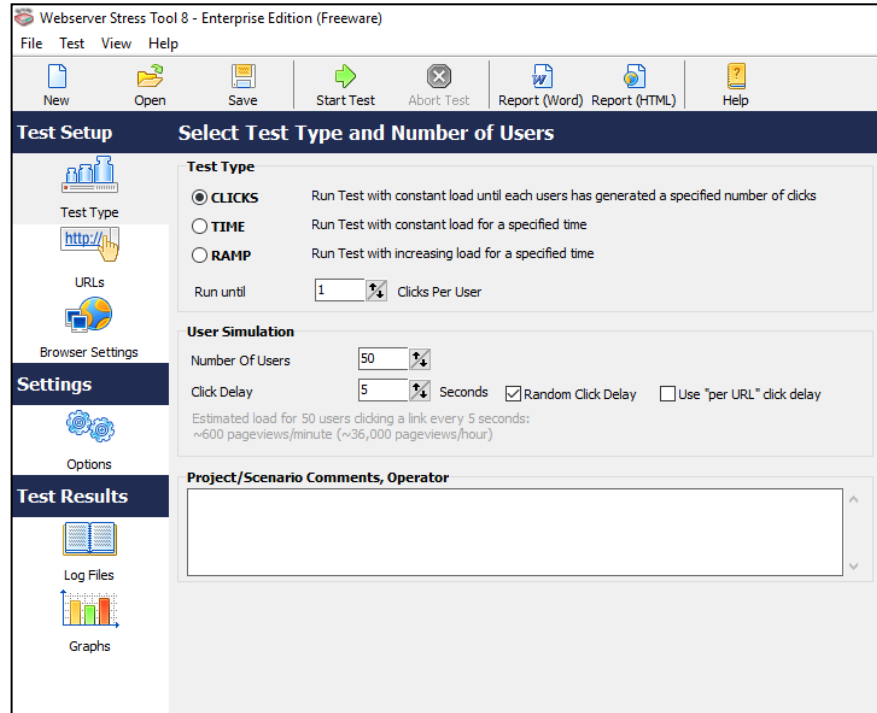 Webserver Stress Tool 8 - Enterprise Edition (Freeware)
File Test View Help
New Open Save Start Test Abort Test Report (Word) Report (HTML) Help
Test Setup
Select Test Type and Number of Users
Test Type
CLICKS Run Test with constant load until each users has generated a specified number of clicks
TIME Run Test with constant load for a specified time
RAMP Run Test with increasing load for a specified time
Run until 1 Clicks Per User
Test Type
http://
URLs
Browser Settings
User Simulation
Number Of Users 50
Click Delay 5 Seconds Random Click Delay Use "per URL" click delay
Estimated load for 50 users clicking a link every 5 seconds:
~600 pageviews/minute (~36,000 pageviews/hour)
Settings
Options
Project/Scenario Comments, Operator
Test Results
Log Files
Graphs